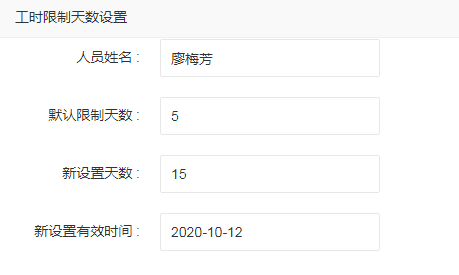 工时限制天数设置
人员姓名： 廖梅芳
默认限制天数： 5
新设置天数： 15
新设置有效时间： 2020-10-12